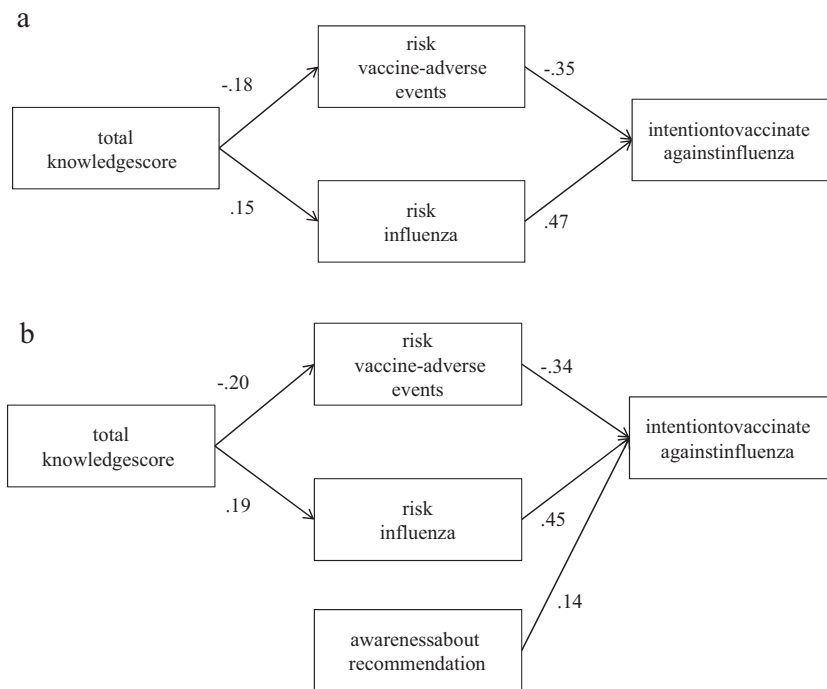 a
risk
vaccine-adverse
events
-.18
-.35
total
knowledgescore
intentiontovaccinate
againstinfluenza
.15
risk
influenza
.47
b
risk
vaccine-adverse
events
-.20
-.34
total
knowledgescore
intentiontovaccinate
againstinfluenza
.19
risk
influenza
.45
.14
awarenessabout
recommendation